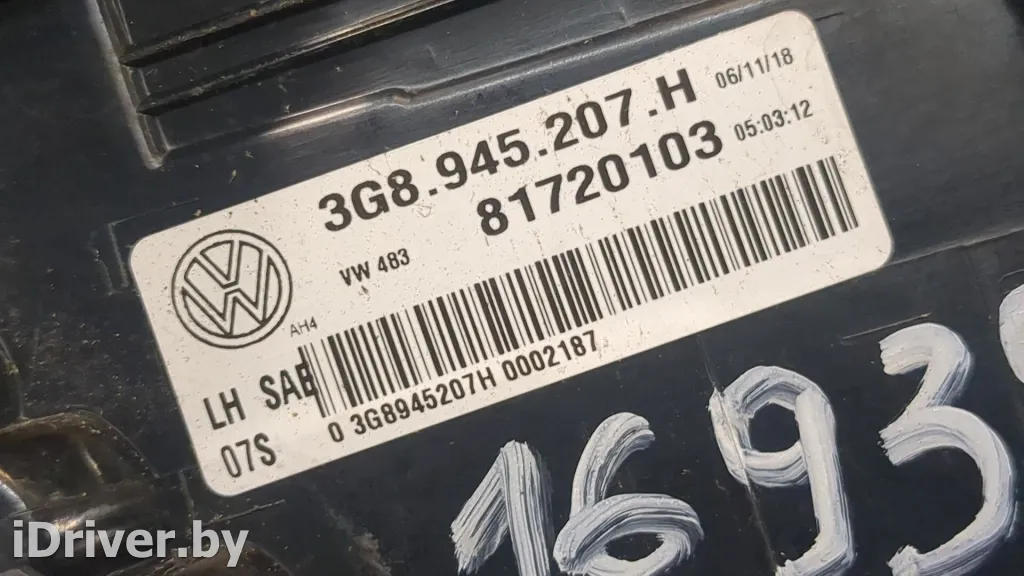 3G8.945.207.H 06/11/18
81720103 05:03:12
VW 483
AH4
LH SAE
07S
0 3G8945207H 0002187
1693
iDriver.by